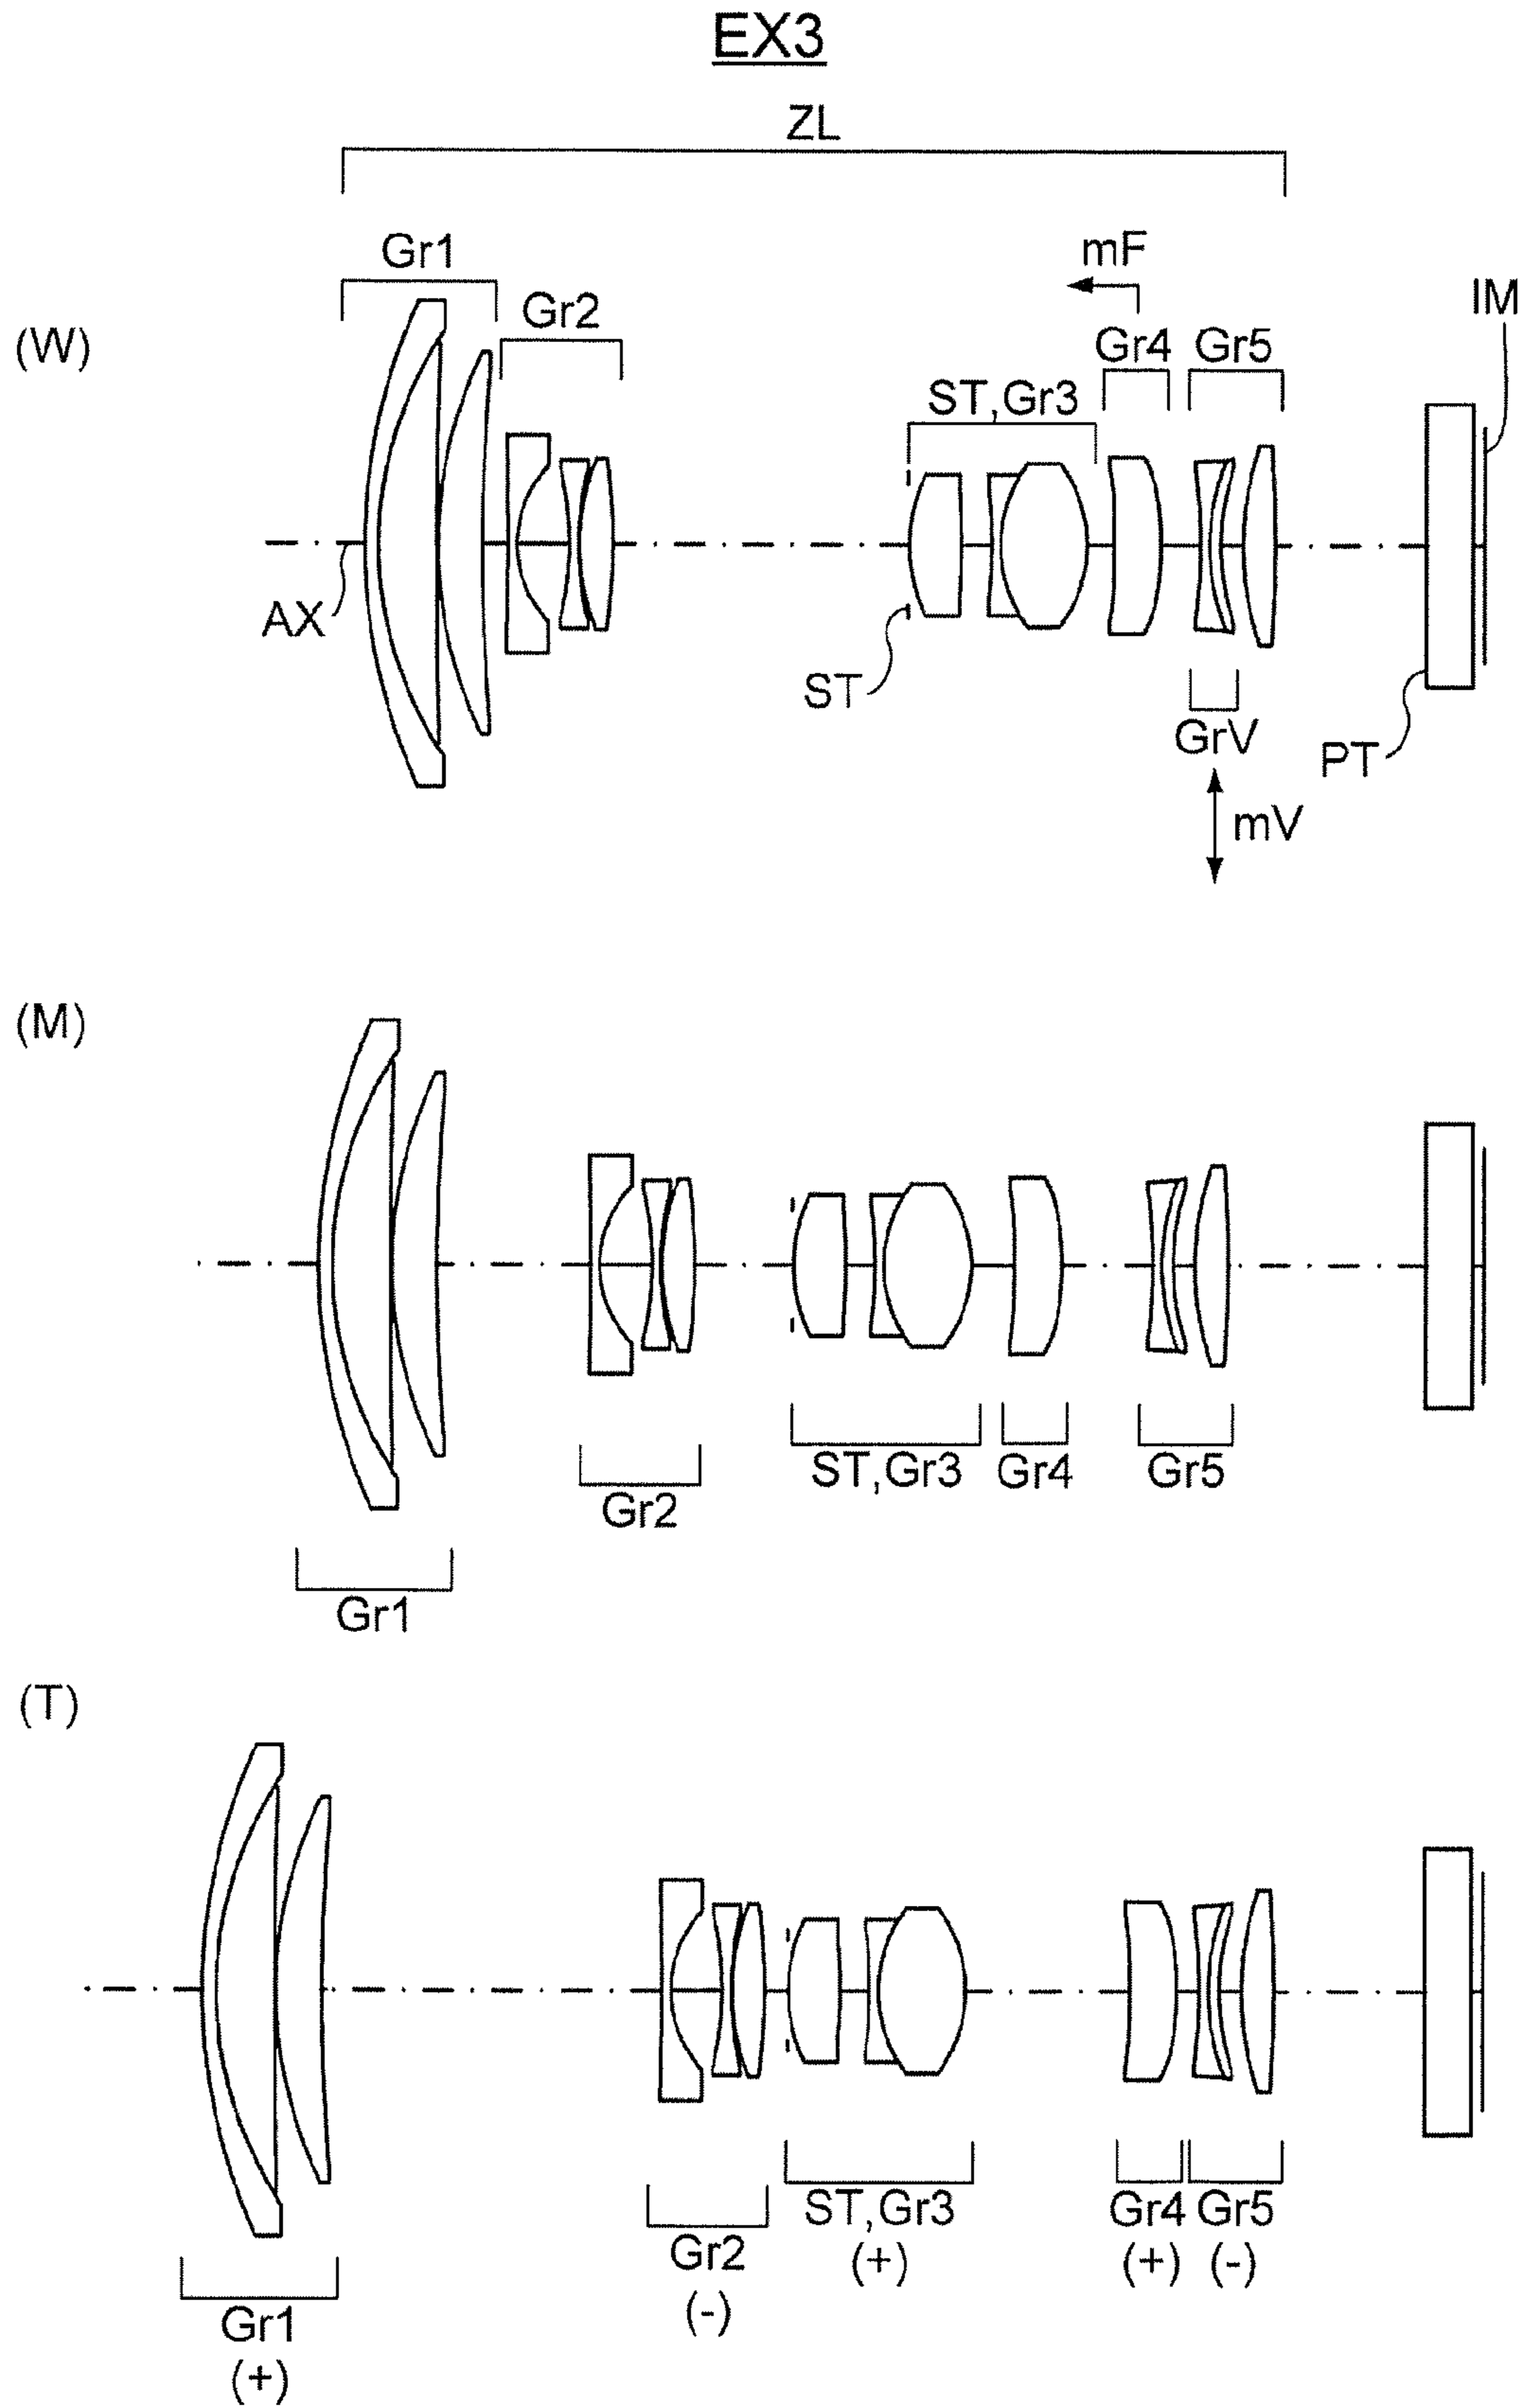 EX3
ZL
Gr1
mF
Gr2
IM
(W)
Gr4 Gr5
ST,Gr3
AX
ST
GrV
PT
mV
(M)
ST,Gr3 Gr4 Gr5
Gr2
Gr1
(T)
ST,Gr3 Gr4 Gr5
(+) (+) (-)
Gr2
(-)
Gr1
(+)